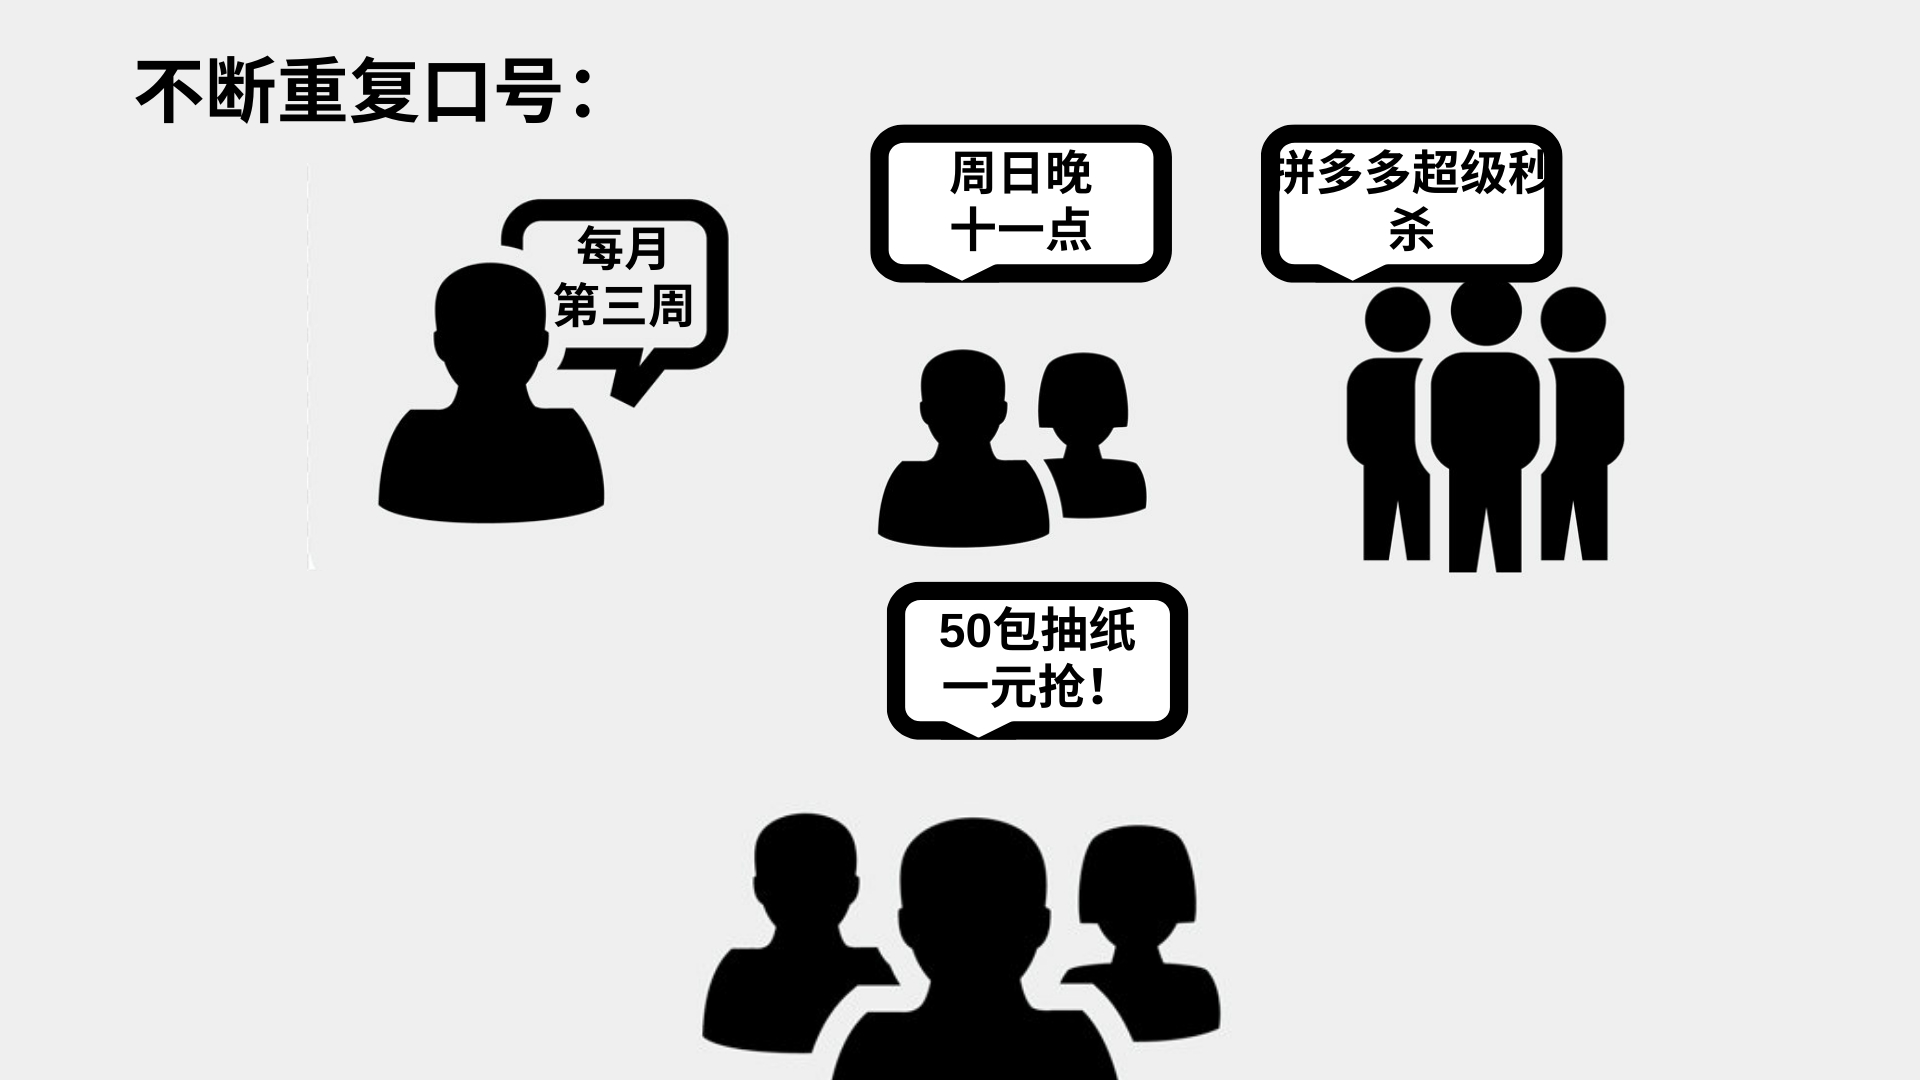 不断重复口号：
每月
第三周
周日晚
十一点
拼多多超级秒
杀
50包抽纸
一元抢！